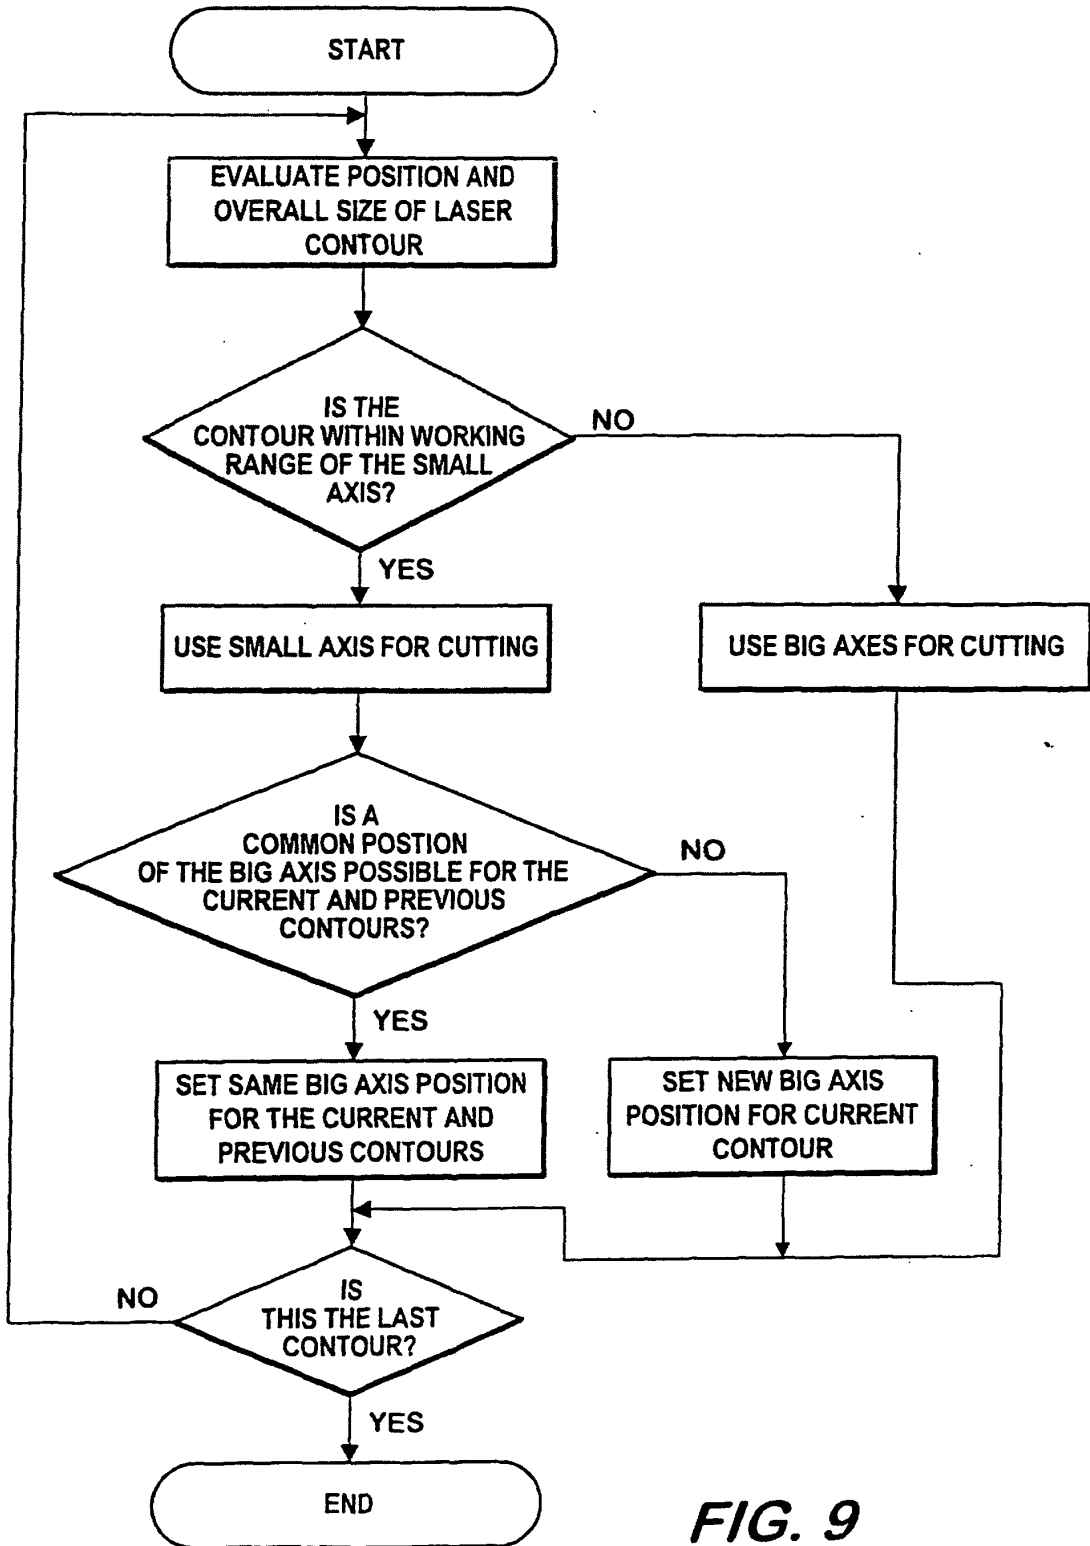 START
EVALUATE POSITION AND
OVERALL SIZE OF LASER
CONTOUR
IS THE
CONTOUR WITHIN WORKING
RANGE OF THE SMALL
AXIS?
NO
YES
USE SMALL AXIS FOR CUTTING
USE BIG AXES FOR CUTTING
IS A
COMMON POSTION
OF THE BIG AXIS POSSIBLE FOR THE
CURRENT AND PREVIOUS
CONTOURS?
NO
YES
SET SAME BIG AXIS POSITION
FOR THE CURRENT AND
PREVIOUS CONTOURS
SET NEW BIG AXIS
POSITION FOR CURRENT
CONTOUR
IS
THIS THE LAST
CONTOUR?
NO
YES
END
FIG. 9